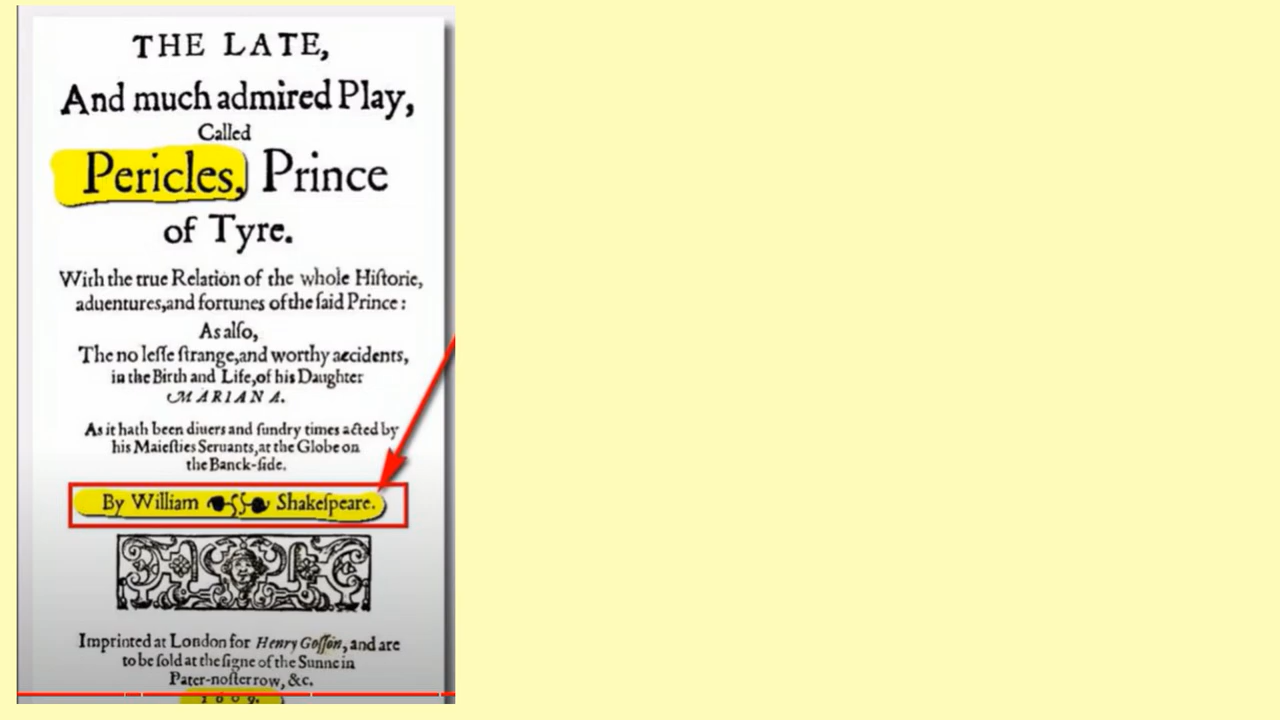 THE LATE,
And much admired Play,
Called
Pericles, Prince
of Tyre.
With the true Relation of the whole Hiſtorie,
aduentures, and fortunes of the ſaid Prince:
As alſo,
The no leſſe ſtrange, and worthy accidents,
in the Birth and Life, of his Daughter
MARIANA.
As it hath been diuers and ſundry times acted by
his Maieſties Seruants, at the Globe on
the Banck-ſide.
By William Shakeſpeare.
Imprinted at London for Henry Goſſon, and are
to be ſold at the ſigne of the Sunne in
Pater-noſter row, &c.
1609.